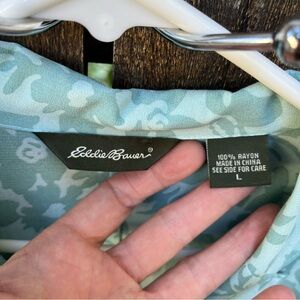 Eddie Bauer®
100% RAYON
MADE IN CHINA
SEE SIDE FOR CARE
L